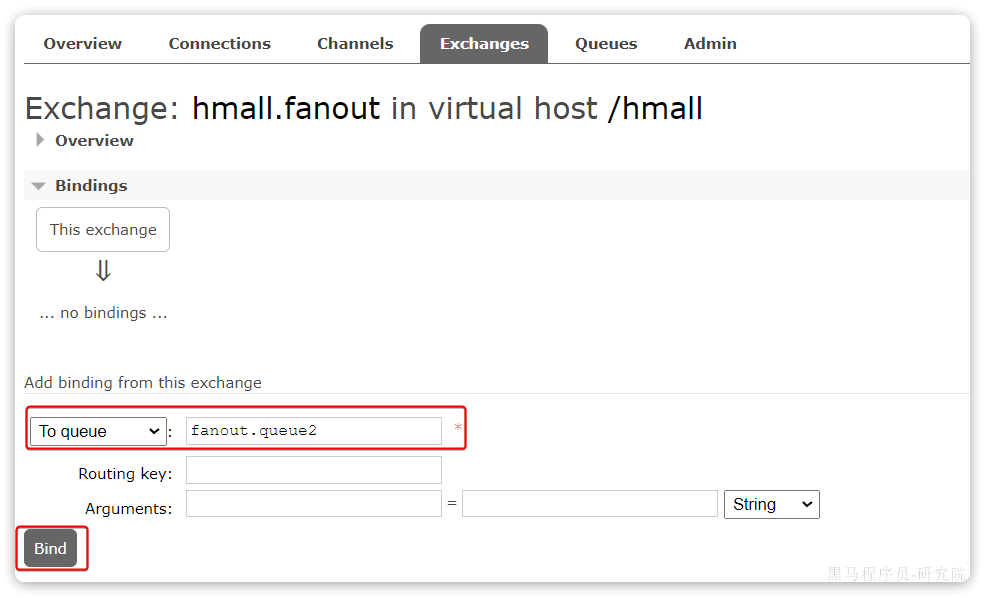 Overview Connections Channels Exchanges Queues Admin
Exchange: hmall.fanout in virtual host /hmall
Overview
Bindings
This exchange
⇓
... no bindings ...
Add binding from this exchange
To queue : fanout.queue2 *
Routing key:
Arguments: = String
Bind
黑马程序员-研究院